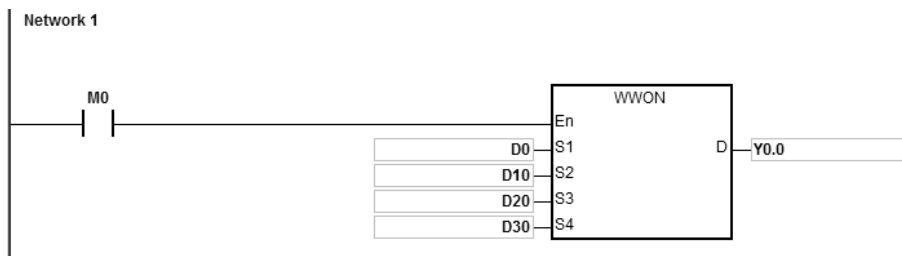 Network 1
M0
WWON
En
D0 S1 D Y0.0
D10 S2
D20 S3
D30 S4